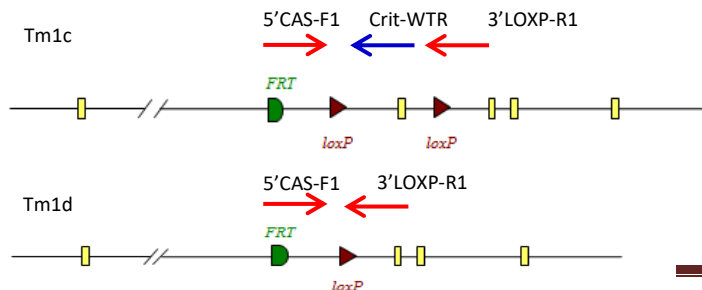 5'CAS-F1 Crit-WTR 3'LOXP-R1
Tm1c
FRT
loxP loxP
5'CAS-F1 3'LOXP-R1
Tm1d
FRT
loxP